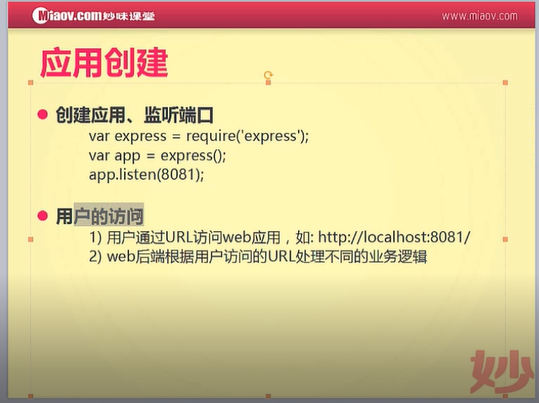 Miaov.com妙味课堂
www.miaov.com
应用创建
创建应用、监听端口
var express = require('express');
var app = express();
app.listen(8081);
用户的访问
1) 用户通过URL访问web应用，如: http://localhost:8081/
2) web后端根据用户访问的URL处理不同的业务逻辑
妙